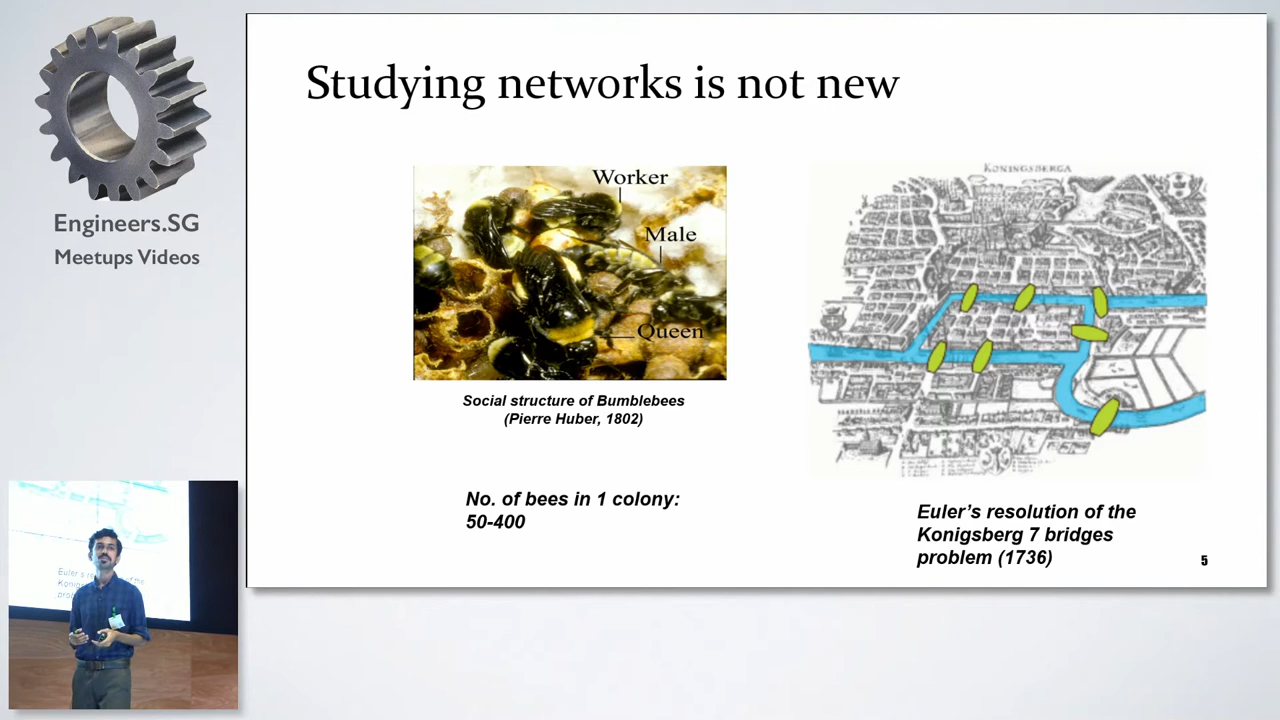 Engineers.SG
Meetups Videos
Studying networks is not new
Worker
Male
Queen
Social structure of Bumblebees
(Pierre Huber, 1802)
No. of bees in 1 colony:
50-400
KONINGSBERGA
Euler’s resolution of the
Konigsberg 7 bridges
problem (1736)
5